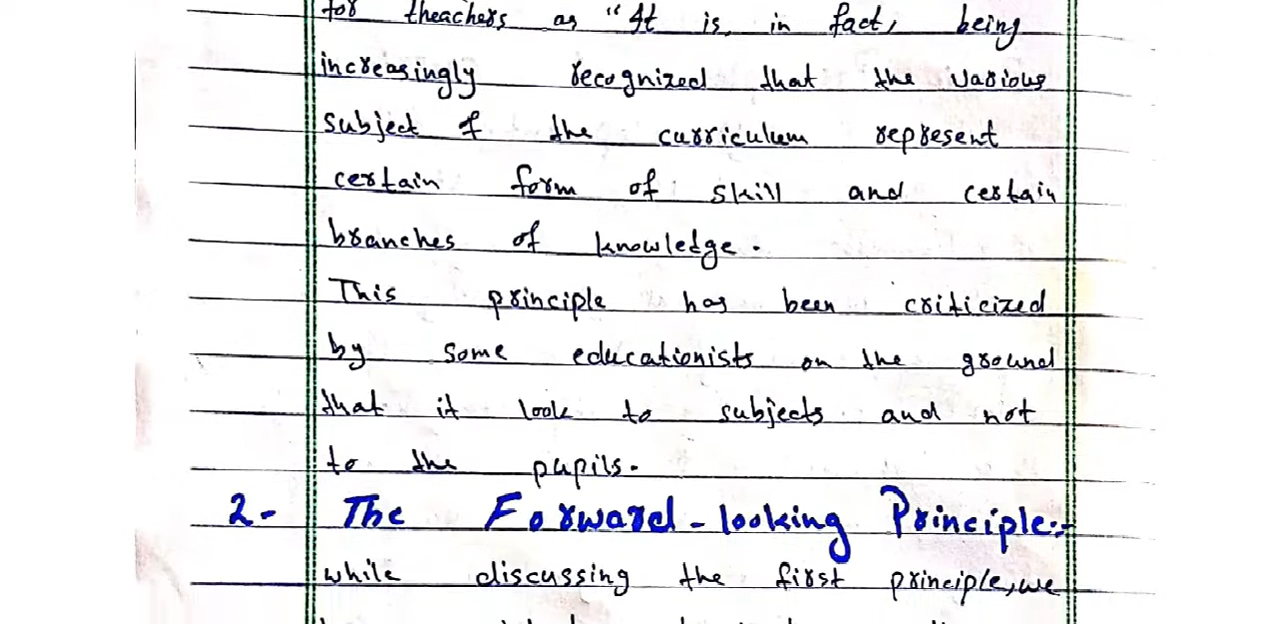 for theachers as "It is, in fact, being
increasingly recognized that the various
subject of the curriculum represent
certain form of skill and certain
branches of knowledge.
This principle has been criticized
by some educationists on the ground
that it look to subjects and not
to the pupils.
2- The Forward-looking Principle:-
while discussing the first principle, we